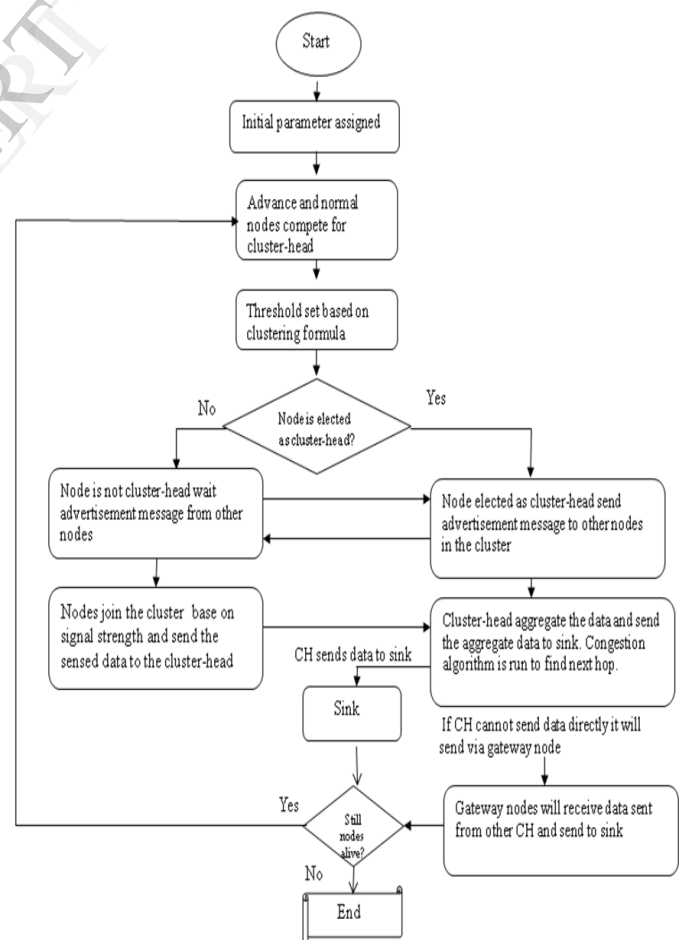 Start
Initial parameter assigned
Advance and normal
nodes compete for
cluster-head
Threshold set based on
clustering formula
No
Yes
Node is elected
as cluster-head?
Node is not cluster-head wait
advertisement message from other
nodes
Node elected as cluster-head send
advertisement message to other nodes
in the cluster
Nodes join the cluster base on
signal strength and send the
sensed data to the cluster-head
Cluster-head aggregate the data and send
the aggregate data to sink. Congestion
algorithm is run to find next hop.
CH sends data to sink
Sink
If CH cannot send data directly it will
send via gateway node
Yes
Still
nodes
alive?
Gateway nodes will receive data sent
from other CH and send to sink
No
End